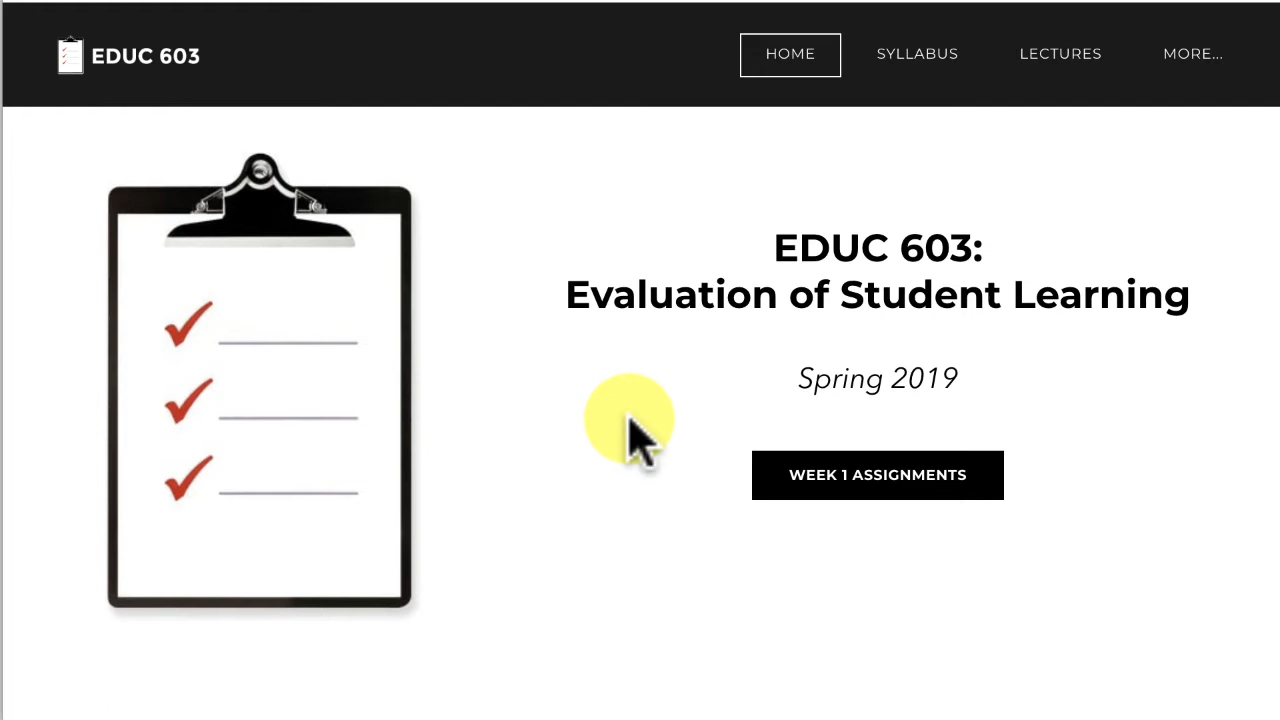 EDUC 603
HOME
SYLLABUS
LECTURES
MORE...
EDUC 603:
Evaluation of Student Learning
Spring 2019
WEEK 1 ASSIGNMENTS